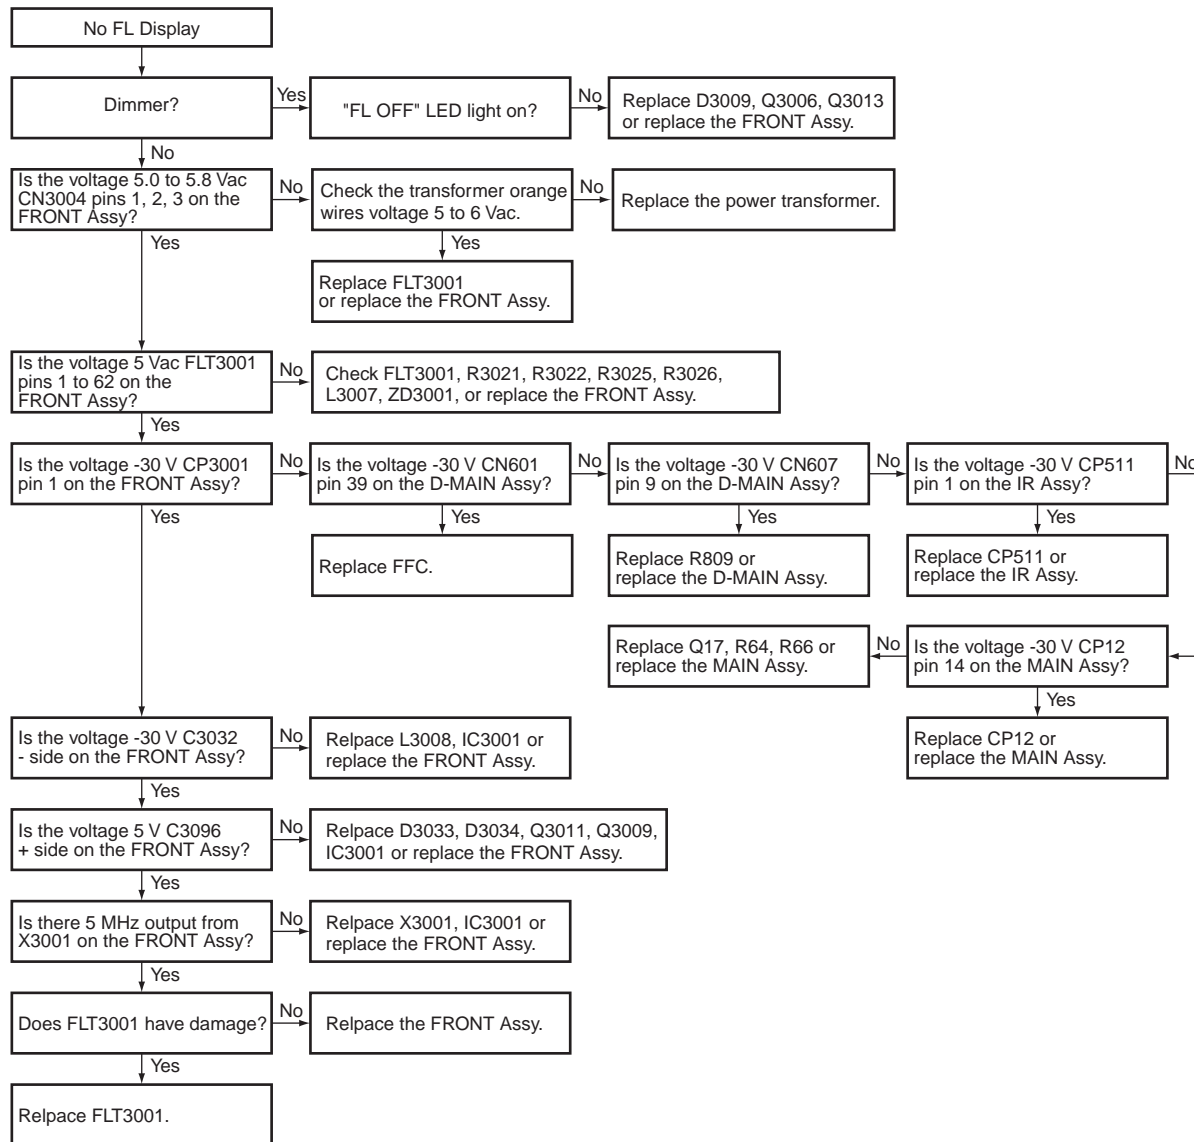 No FL Display
Dimmer?
Yes
"FL OFF" LED light on?
No
Replace D3009, Q3006, Q3013
or replace the FRONT Assy.
No
Is the voltage 5.0 to 5.8 Vac
CN3004 pins 1, 2, 3 on the
FRONT Assy?
No
Check the transformer orange
wires voltage 5 to 6 Vac.
No
Replace the power transformer.
Yes
Yes
Replace FLT3001
or replace the FRONT Assy.
Is the voltage 5 Vac FLT3001
pins 1 to 62 on the
FRONT Assy?
No
Check FLT3001, R3021, R3022, R3025, R3026,
L3007, ZD3001, or replace the FRONT Assy.
Yes
Is the voltage -30 V CP3001
pin 1 on the FRONT Assy?
No
Is the voltage -30 V CN601
pin 39 on the D-MAIN Assy?
No
Is the voltage -30 V CN607
pin 9 on the D-MAIN Assy?
No
Is the voltage -30 V CP511
pin 1 on the IR Assy?
No
Yes
Yes
Yes
Yes
Replace FFC.
Replace R809 or
replace the D-MAIN Assy.
Replace CP511 or
replace the IR Assy.
Replace Q17, R64, R66 or
replace the MAIN Assy.
No
Is the voltage -30 V CP12
pin 14 on the MAIN Assy?
Yes
Replace CP12 or
replace the MAIN Assy.
Is the voltage -30 V C3032
- side on the FRONT Assy?
No
Relpace L3008, IC3001 or
replace the FRONT Assy.
Yes
Is the voltage 5 V C3096
+ side on the FRONT Assy?
No
Relpace D3033, D3034, Q3011, Q3009,
IC3001 or replace the FRONT Assy.
Yes
Is there 5 MHz output from
X3001 on the FRONT Assy?
No
Relpace X3001, IC3001 or
replace the FRONT Assy.
Yes
Does FLT3001 have damage?
No
Relpace the FRONT Assy.
Yes
Relpace FLT3001.